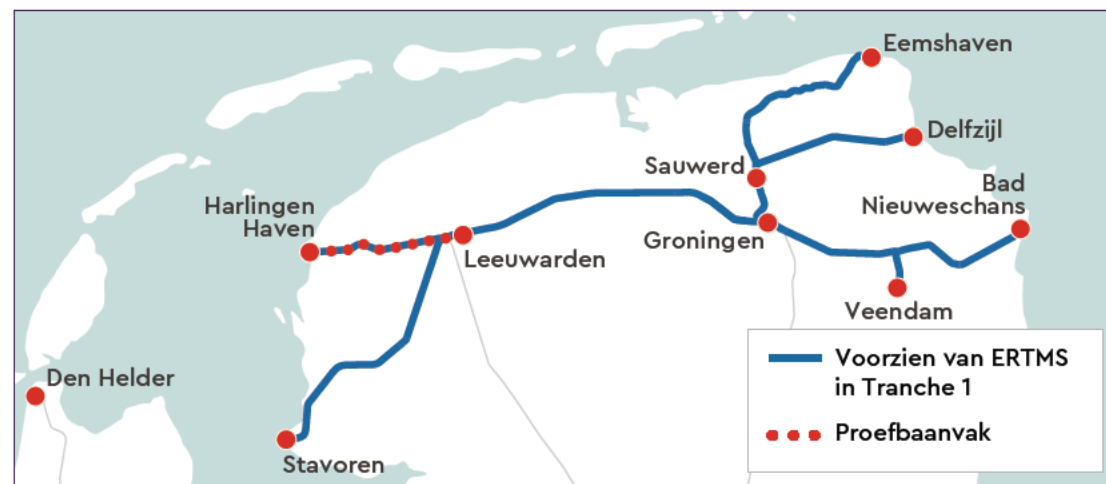 Eemshaven
Delfzijl
Sauwerd
Bad
Nieuweschans
Harlingen
Haven
Groningen
Leeuwarden
Veendam
Den Helder
Stavoren
Voorzien van ERTMS
in Tranche 1
Proefbaanvak